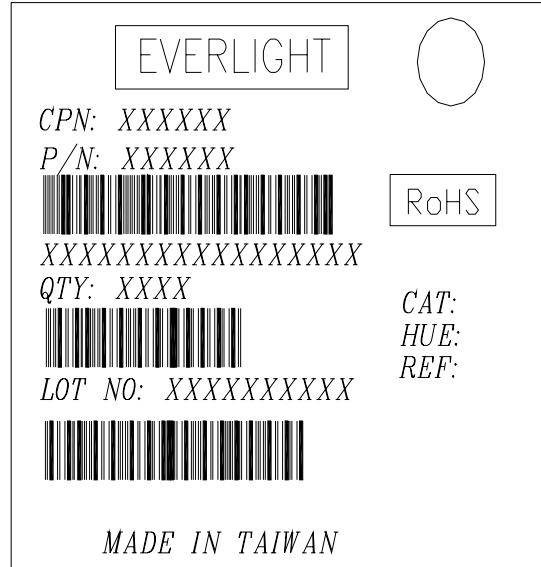 EVERLIGHT
CPN: XXXXXX
P/N: XXXXXX
RoHS
XXXXXXXXXXXXXXXXX
QTY: XXXX
CAT:
HUE:
REF:
LOT NO: XXXXXXXXXX
MADE IN TAIWAN